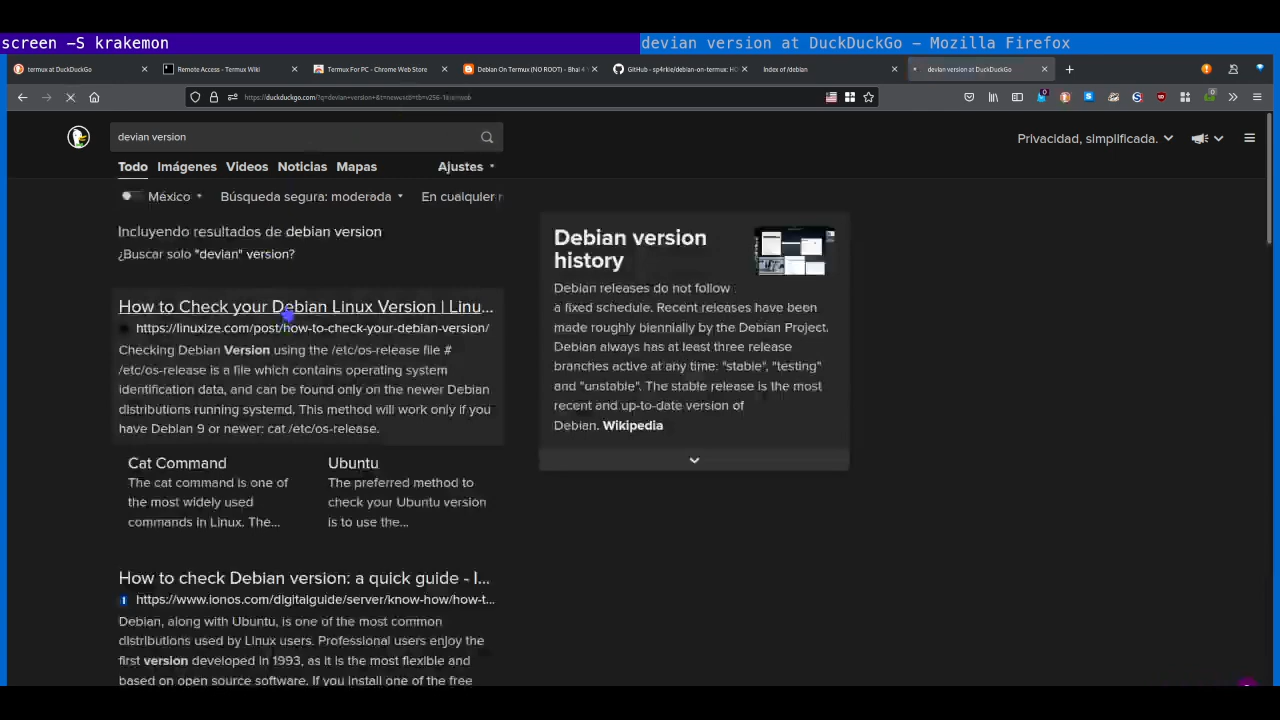 screen -S krakemon
devian version at DuckDuckGo — Mozilla Firefox
termux at DuckDuckGo
Remote Access - Termux Wiki
Termux For PC - Chrome Web Store
Debian On Termux (NO ROOT) - Bhai 4
GitHub - sp4rkie/debian-on-termux: HO
Index of /debian
devian version at DuckDuckGo
devian version
Privacidad, simplificada.
Todo Imágenes Videos Noticias Mapas Ajustes
México Búsqueda segura: moderada En cualquier
Incluyendo resultados de debian version
¿Buscar solo "devian" version?
How to Check your Debian Linux Version | Linu...
https://linuxize.com/post/how-to-check-your-debian-version/
Checking Debian Version using the /etc/os-release file #
/etc/os-release is a file which contains operating system
identification data, and can be found only on the newer Debian
distributions running systemd. This method will work only if you
have Debian 9 or newer: cat /etc/os-release.
Cat Command
The cat command is one of
the most widely used
commands in Linux. The...
Ubuntu
The preferred method to
check your Ubuntu version
is to use the...
How to check Debian version: a quick guide - I...
https://www.ionos.com/digitalguide/server/know-how/how-t...
Debian, along with Ubuntu, is one of the most common
distributions used by Linux users. Professional users enjoy the
first version developed in 1993, as it is the most flexible and
based on open source software. If you install one of the free
Debian version
history
Debian releases do not follow
a fixed schedule. Recent releases have been
made roughly biennially by the Debian Project.
Debian always has at least three release
branches active at any time: "stable", "testing"
and "unstable". The stable release is the most
recent and up-to-date version of
Debian. Wikipedia